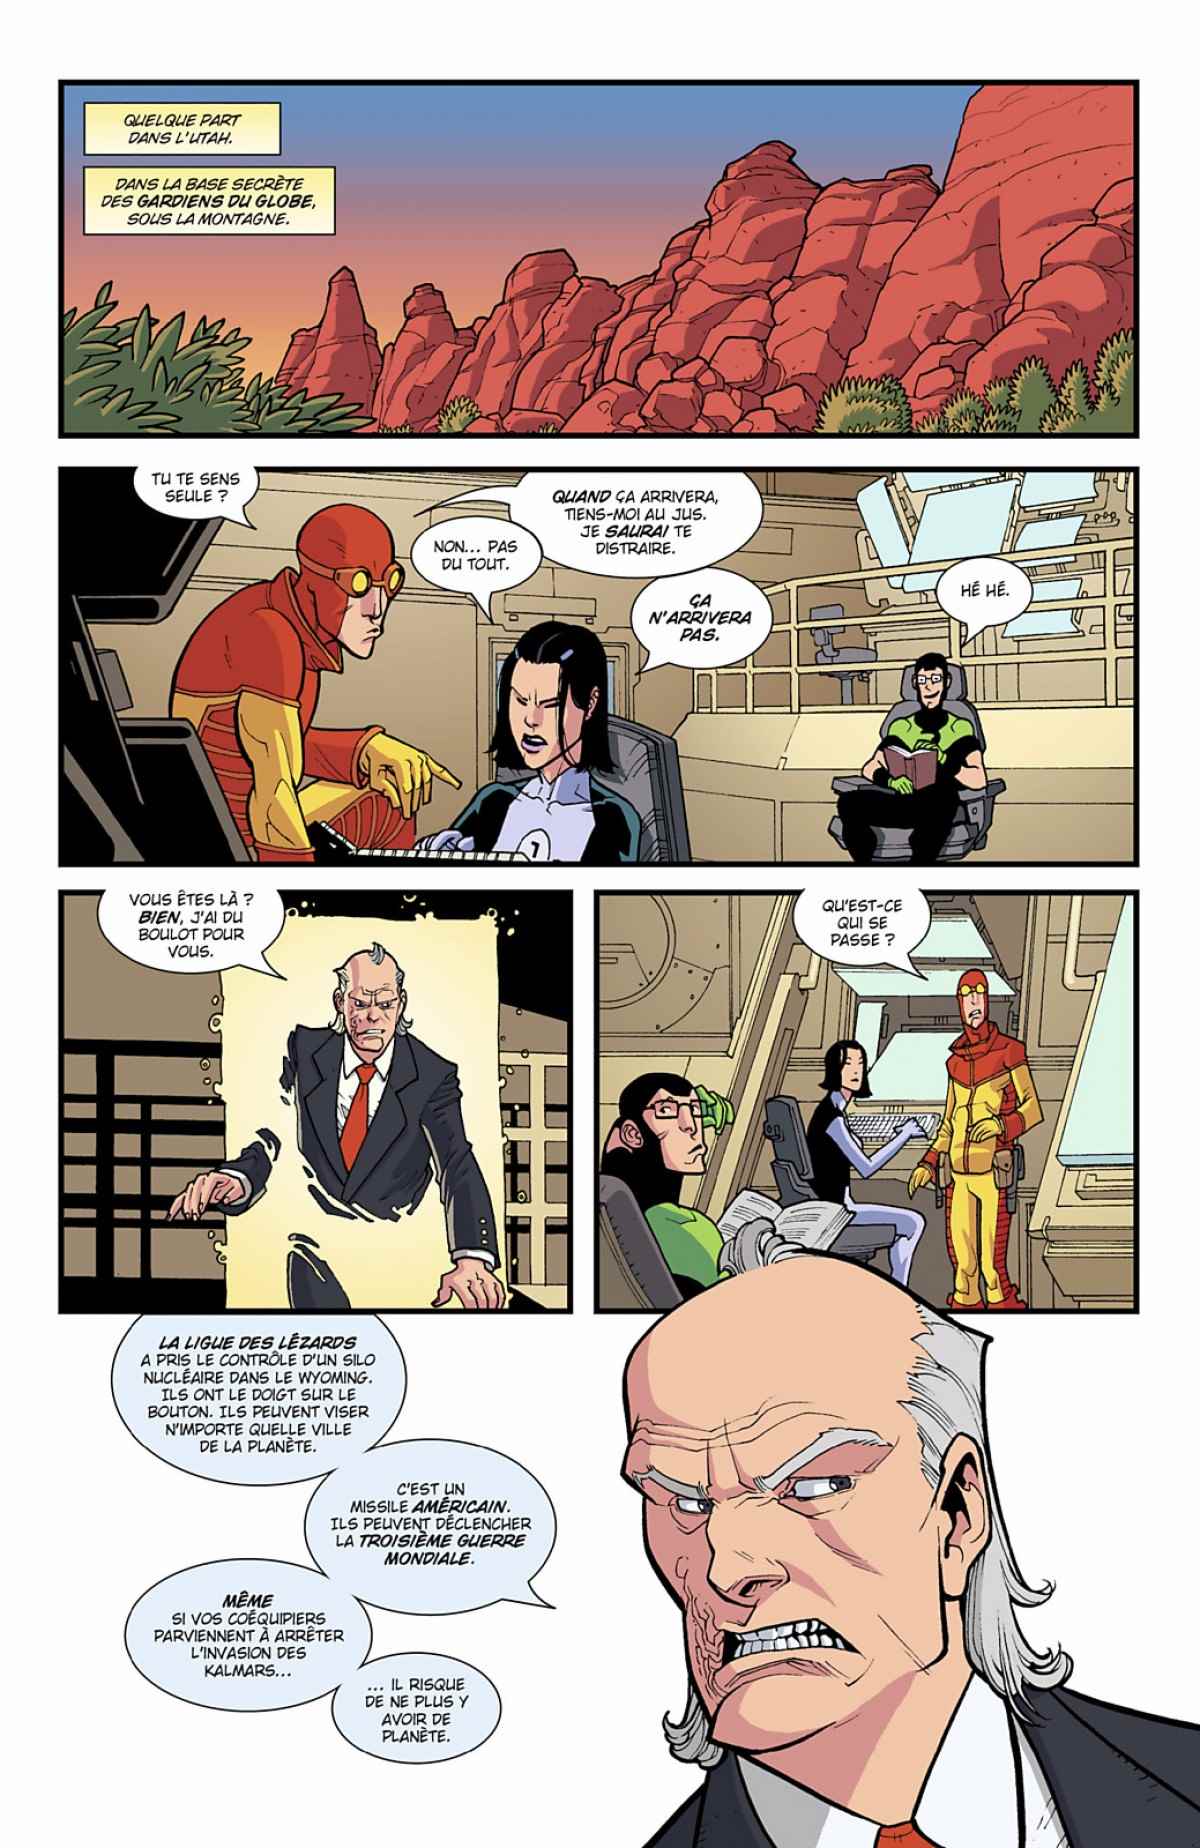 QUELQUE PART
DANS L'UTAH.
DANS LA BASE SECRÈTE
DES GARDIENS DU GLOBE,
SOUS LA MONTAGNE.
TU TE SENS
SEULE ?
NON... PAS
DU TOUT.
QUAND ÇA ARRIVERA,
TIENS-MOI AU JUS.
JE SAURAI TE
DISTRAIRE.
ÇA
N'ARRIVERA
PAS.
HÉ HÉ.
VOUS ÊTES LÀ ?
BIEN, J'AI DU
BOULOT POUR
VOUS.
QU'EST-CE
QUI SE
PASSE ?
LA LIGUE DES LÉZARDS
A PRIS LE CONTRÔLE D'UN SILO
NUCLÉAIRE DANS LE WYOMING.
ILS ONT LE DOIGT SUR LE
BOUTON. ILS PEUVENT VISER
N'IMPORTE QUELLE VILLE
DE LA PLANÈTE.
C'EST UN
MISSILE AMÉRICAIN.
ILS PEUVENT DÉCLENCHER
LA TROISIÈME GUERRE
MONDIALE.
MÊME
SI VOS COÉQUIPIERS
PARVIENNENT À ARRÊTER
L'INVASION DES
KALMARS...
... IL RISQUE
DE NE PLUS Y
AVOIR DE
PLANÈTE.